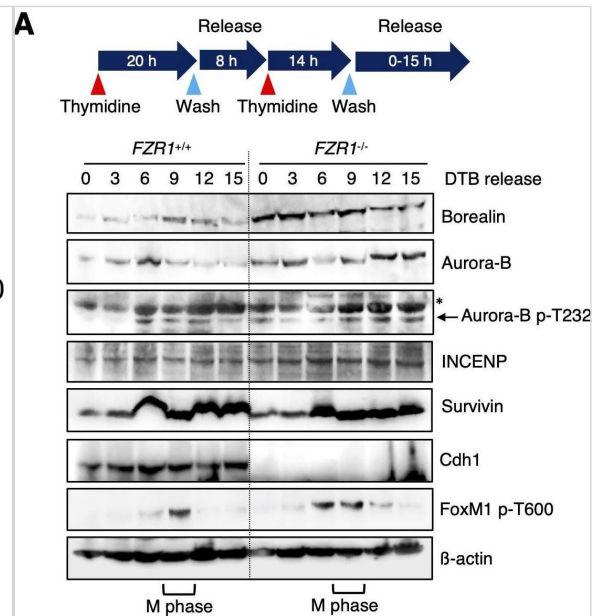 A
Release Release
20 h 8 h 14 h 0-15 h
Thymidine Wash Thymidine Wash
FZR1+/+ FZR1-/-
0 3 6 9 12 15 0 3 6 9 12 15 DTB release
Borealin
Aurora-B
*
Aurora-B p-T232
INCENP
Survivin
Cdh1
FoxM1 p-T600
ß-actin
M phase M phase